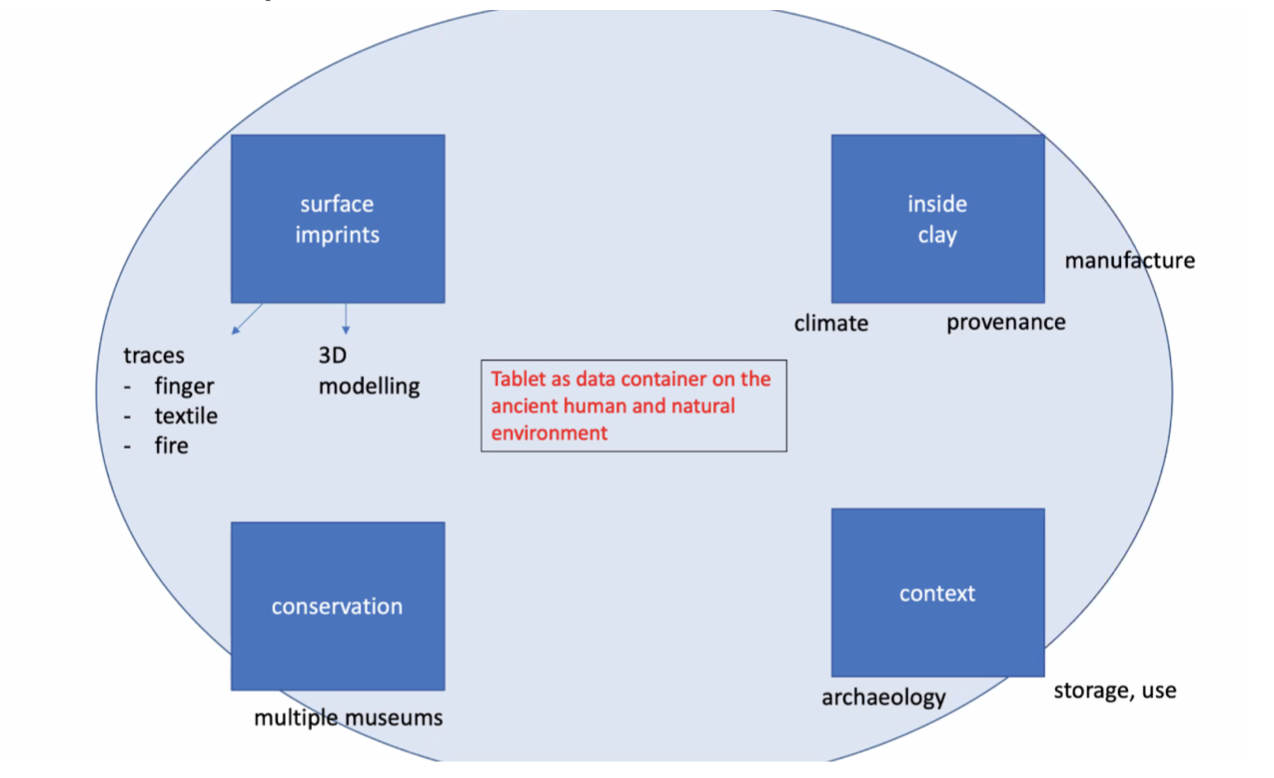 surface
imprints
inside
clay
manufacture
climate
provenance
traces
- finger
- textile
- fire
3D
modelling
Tablet as data container on the
ancient human and natural
environment
conservation
multiple museums
context
archaeology
storage, use